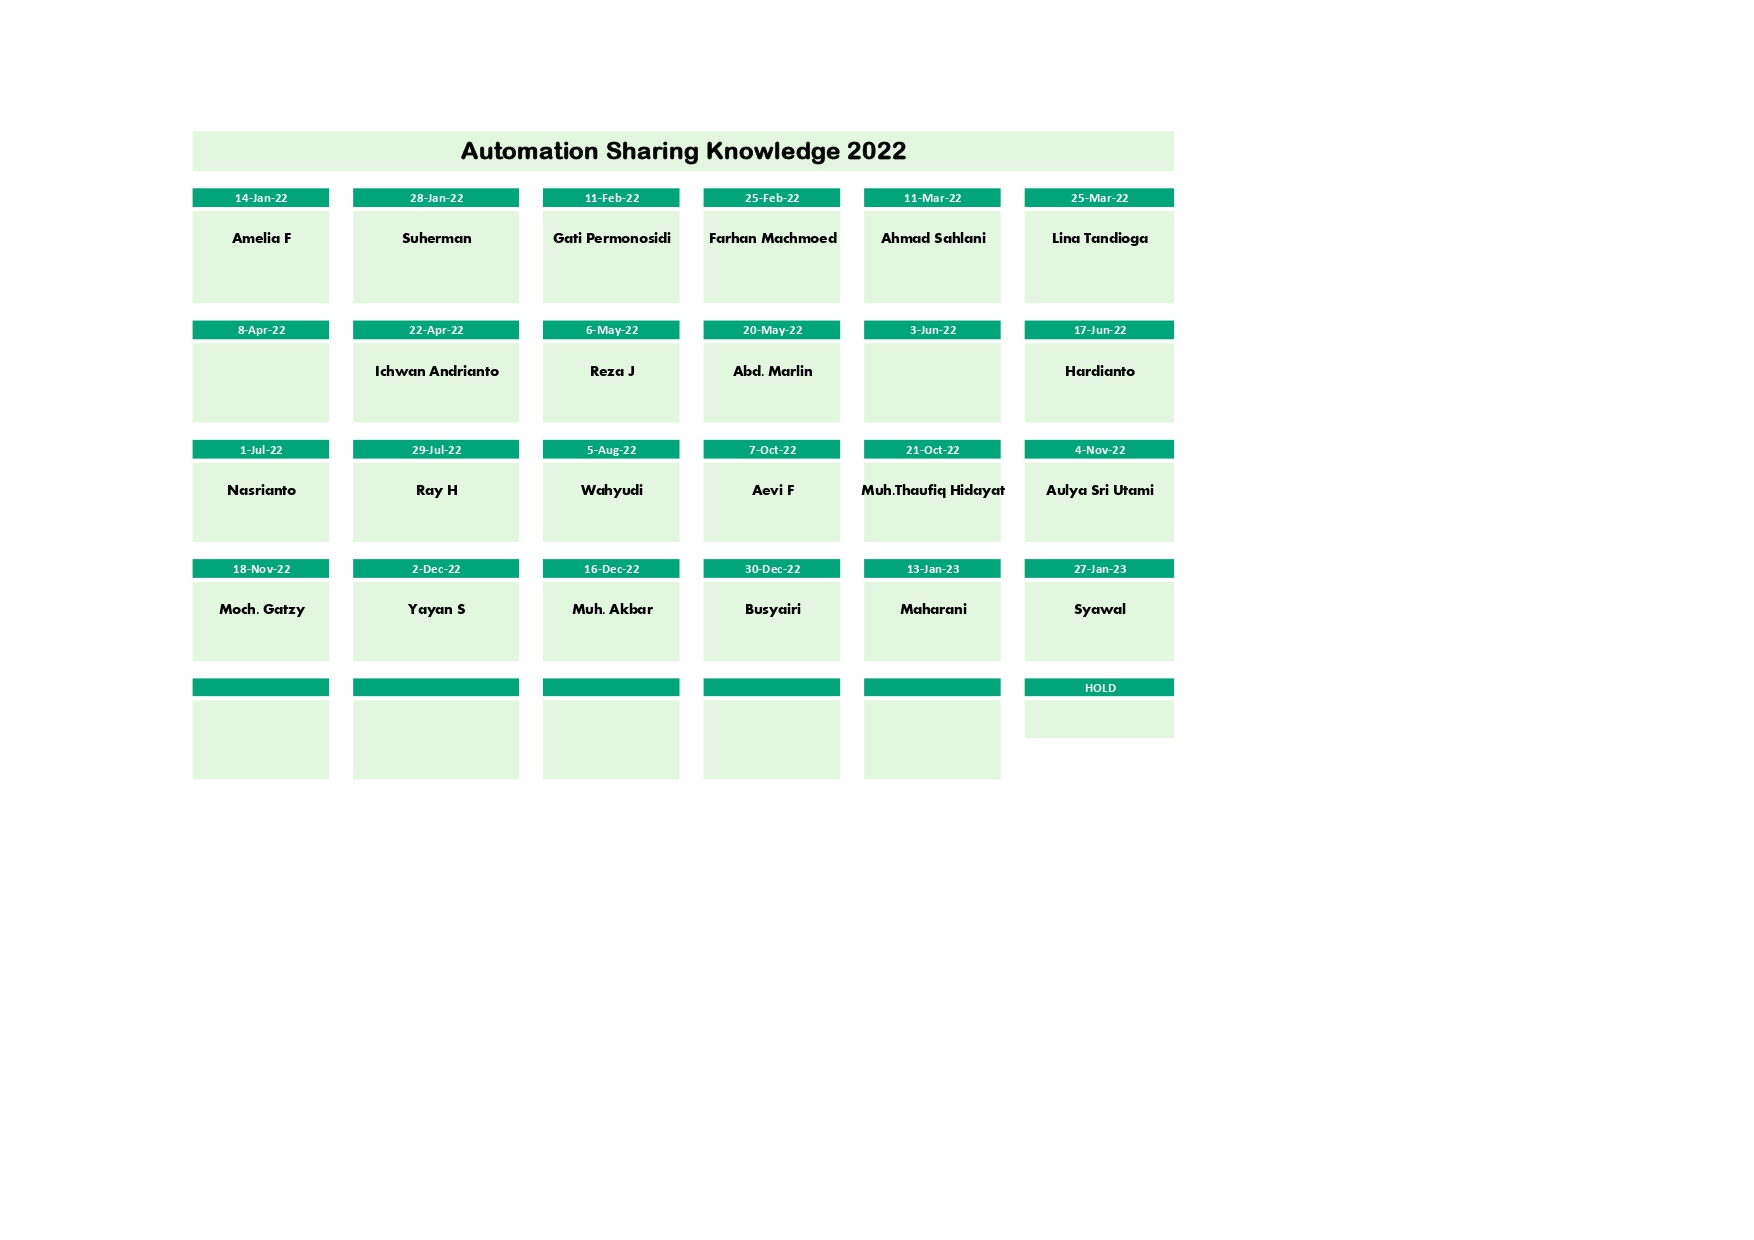 Automation Sharing Knowledge 2022
14-Jan-22 28-Jan-22 11-Feb-22 25-Feb-22 11-Mar-22 25-Mar-22
Amelia F Suherman Gati Permonosidi Farhan Machmoed Ahmad Sahlani Lina Tandioga
8-Apr-22 22-Apr-22 6-May-22 20-May-22 3-Jun-22 17-Jun-22
Ichwan Andrianto Reza J Abd. Marlin Hardianto
1-Jul-22 29-Jul-22 5-Aug-22 7-Oct-22 21-Oct-22 4-Nov-22
Nasrianto Ray H Wahyudi Aevi F Muh.Thaufiq Hidayat Aulya Sri Utami
18-Nov-22 2-Dec-22 16-Dec-22 30-Dec-22 13-Jan-23 27-Jan-23
Moch. Gatzy Yayan S Muh. Akbar Busyairi Maharani Syawal
HOLD